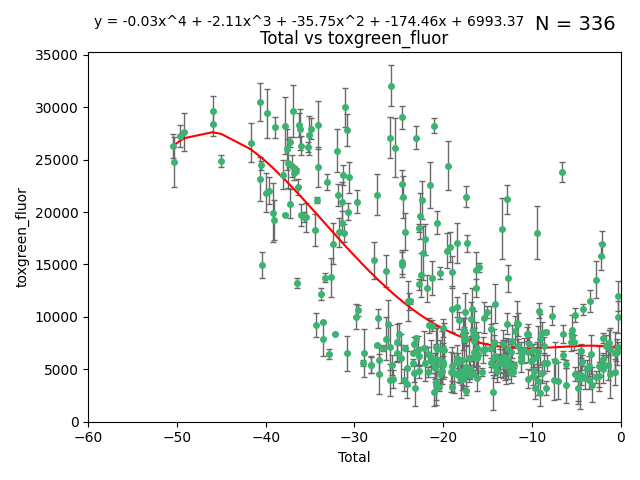 y = -0.03x^4 + -2.11x^3 + -35.75x^2 + -174.46x + 6993.37 N = 336
Total vs toxgreen_fluor
35000
30000
25000
20000
15000
10000
5000
0
toxgreen_fluor
−60 −50 −40 −30 −20 −10 0
Total